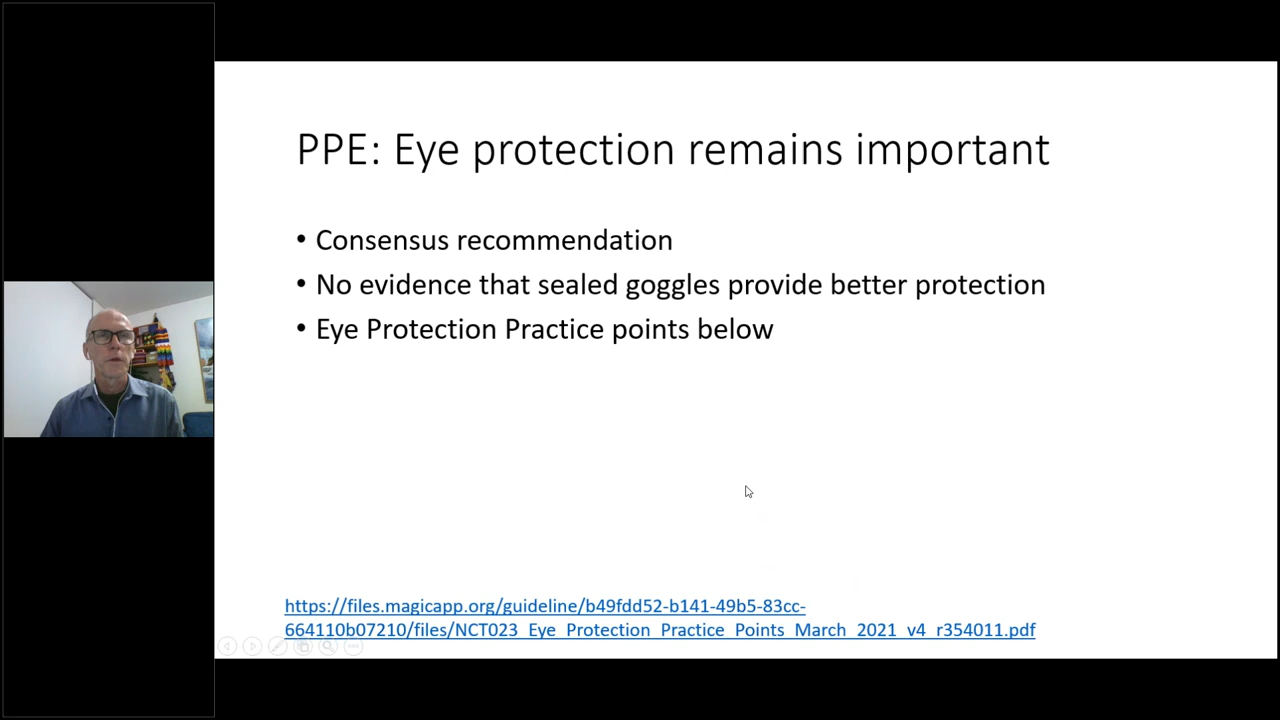 PPE: Eye protection remains important
• Consensus recommendation
• No evidence that sealed goggles provide better protection
• Eye Protection Practice points below
https://files.magicapp.org/guideline/b49fdd52-b141-49b5-83cc-
664110b07210/files/NCT023_Eye_Protection_Practice_Points_March_2021_v4_r354011.pdf